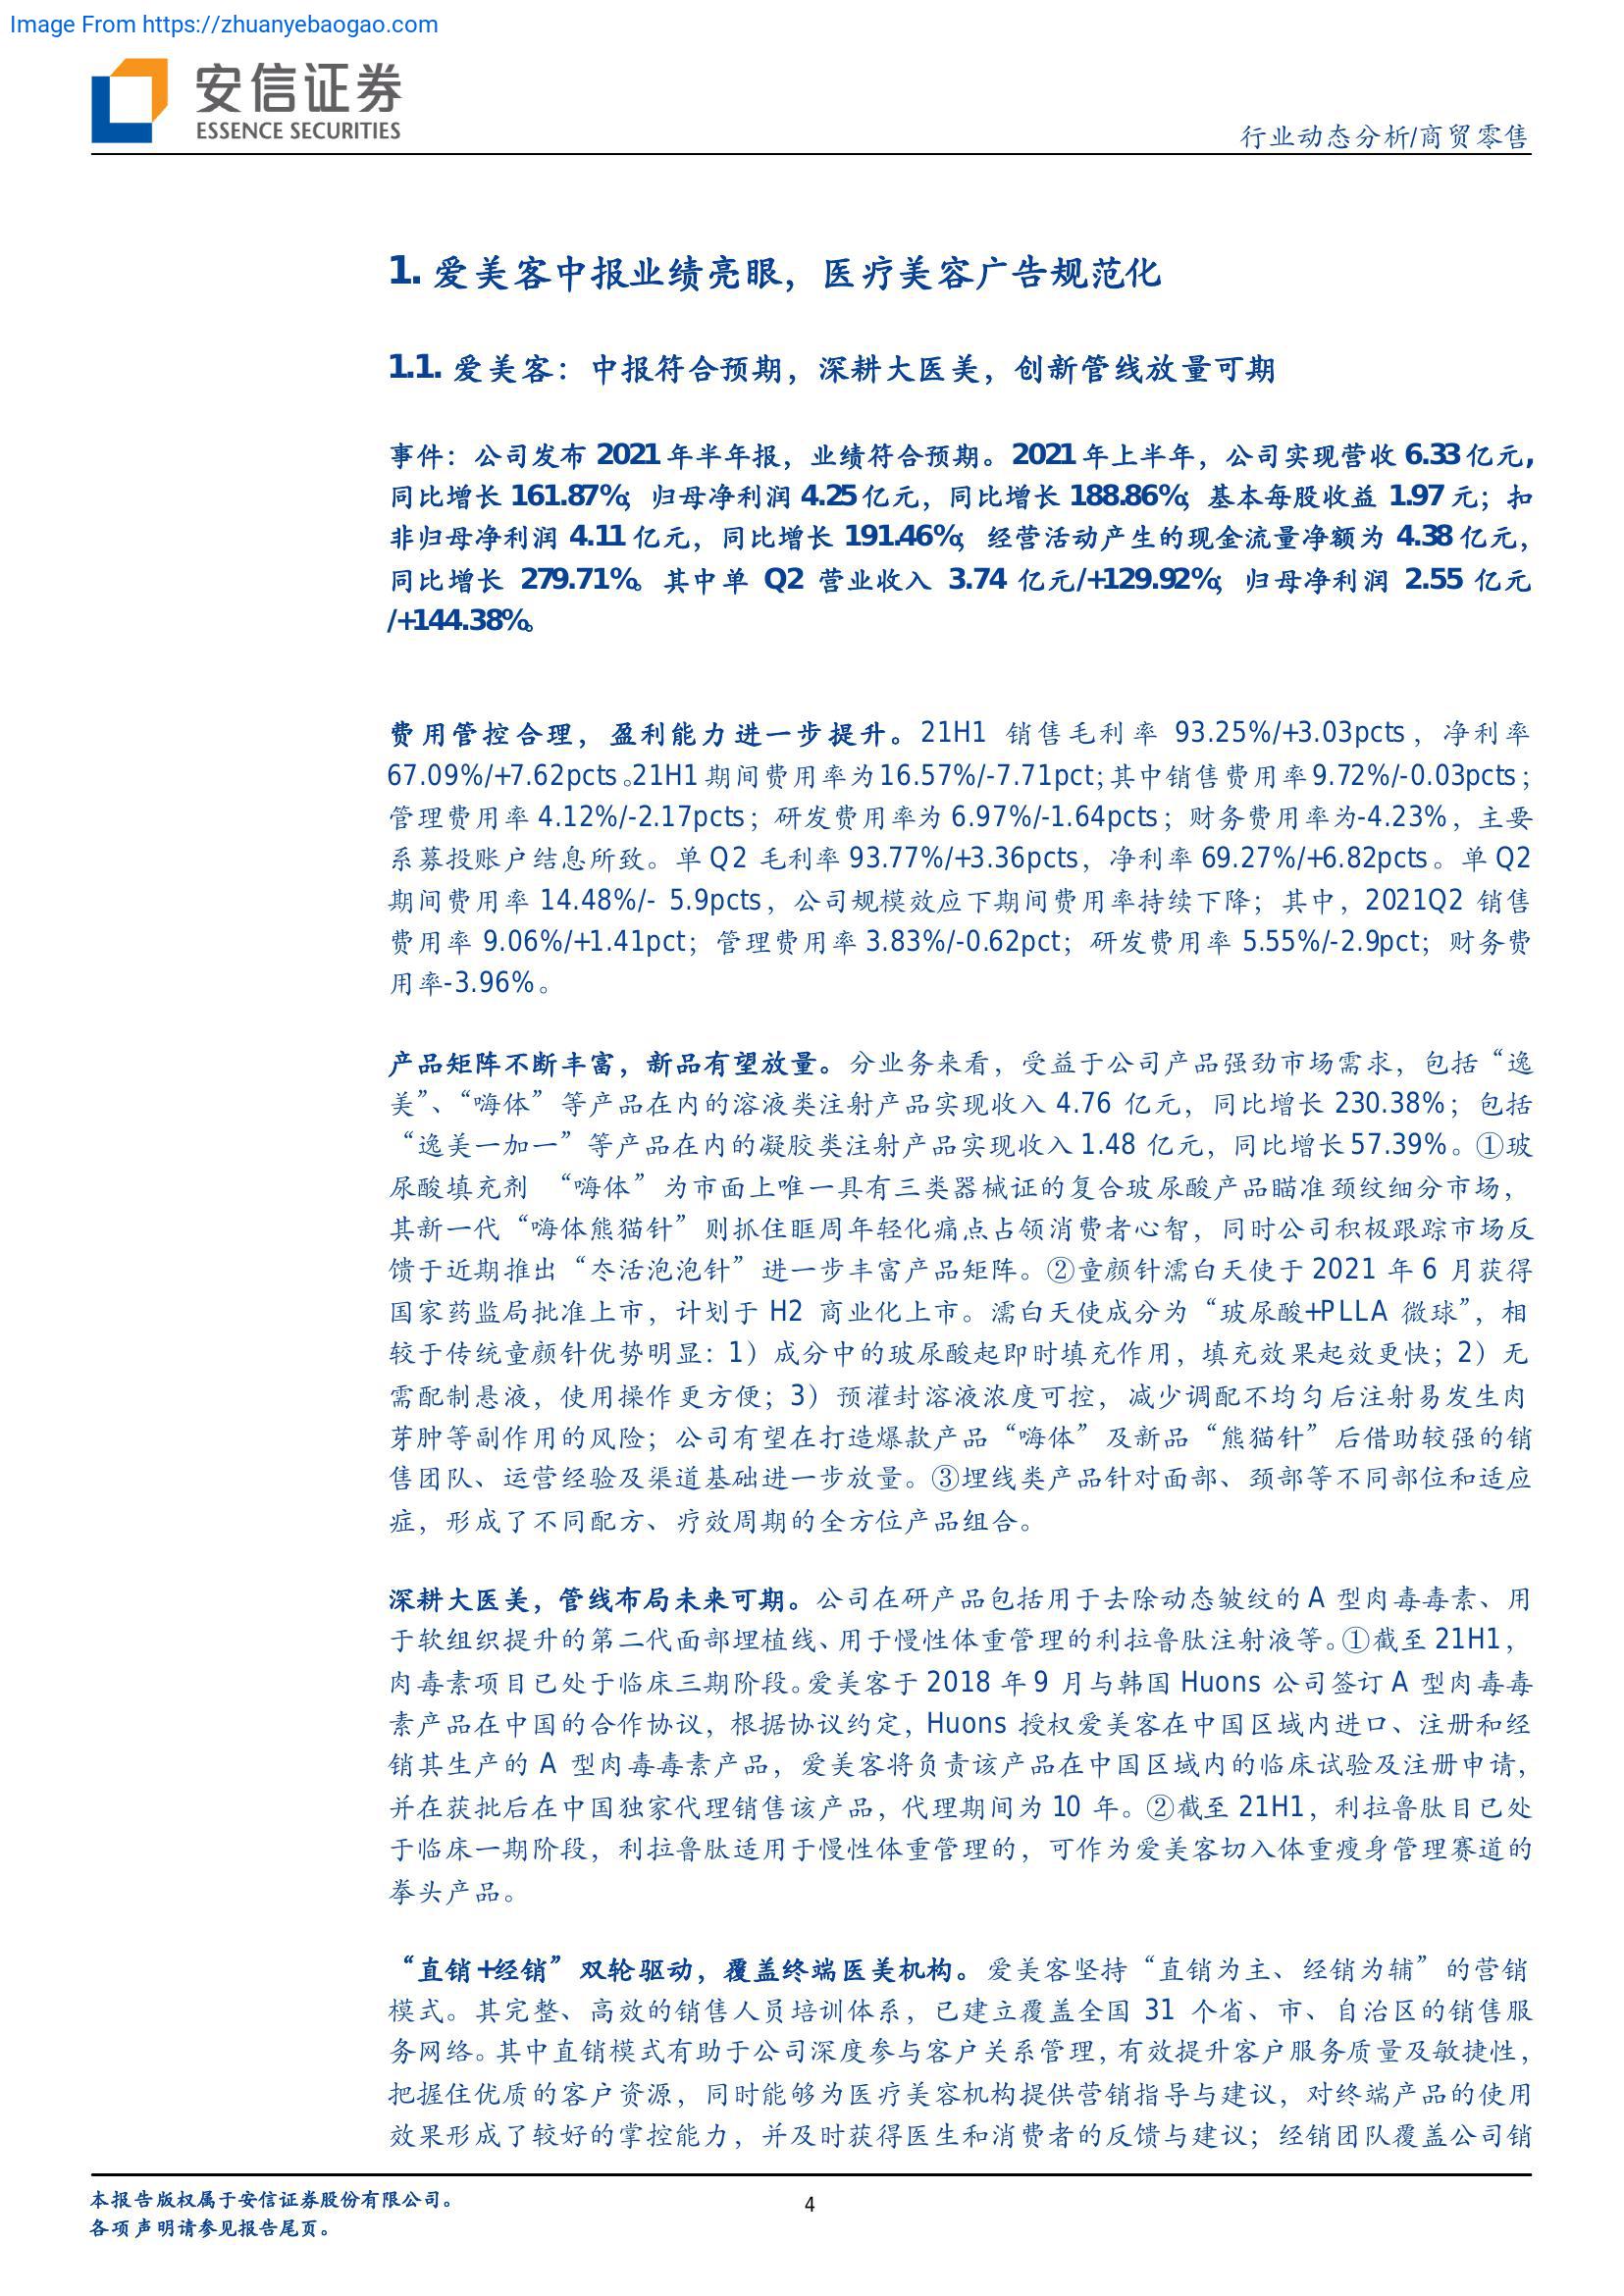 Image From https://zhuanyebaogao.com
安信证券
ESSENCE SECURITIES
行业动态分析/商贸零售
1. 爱美客中报业绩亮眼，医疗美容广告规范化
1.1. 爱美客：中报符合预期，深耕大医美，创新管线放量可期
事件：公司发布 2021 年半年报，业绩符合预期。2021 年上半年，公司实现营收 6.33 亿元，
同比增长 161.87%；归母净利润 4.25 亿元，同比增长 188.86%；基本每股收益 1.97 元；扣
非归母净利润 4.11 亿元，同比增长 191.46%；经营活动产生的现金流量净额为 4.38 亿元，
同比增长 279.71%。其中单 Q2 营业收入 3.74 亿元/+129.92%；归母净利润 2.55 亿元
/+144.38%。
费用管控合理，盈利能力进一步提升。21H1 销售毛利率 93.25%/+3.03pcts，净利率
67.09%/+7.62pcts。21H1 期间费用率为 16.57%/-7.71pct；其中销售费用率 9.72%/-0.03pcts；
管理费用率 4.12%/-2.17pcts；研发费用率为 6.97%/-1.64pcts；财务费用率为-4.23%，主要
系募投账户结息所致。单 Q2 毛利率 93.77%/+3.36pcts，净利率 69.27%/+6.82pcts。单 Q2
期间费用率 14.48%/- 5.9pcts，公司规模效应下期间费用率持续下降；其中，2021Q2 销售
费用率 9.06%/+1.41pct；管理费用率 3.83%/-0.62pct；研发费用率 5.55%/-2.9pct；财务费
用率-3.96%。
产品矩阵不断丰富，新品有望放量。分业务来看，受益于公司产品强劲市场需求，包括“逸
美”、“嗨体”等产品在内的溶液类注射产品实现收入 4.76 亿元，同比增长 230.38%；包括
“逸美一加一”等产品在内的凝胶类注射产品实现收入 1.48 亿元，同比增长 57.39%。①玻
尿酸填充剂 “嗨体”为市面上唯一具有三类器械证的复合玻尿酸产品瞄准颈纹细分市场，
其新一代“嗨体熊猫针”则抓住眶周年轻化痛点占领消费者心智，同时公司积极跟踪市场反
馈于近期推出“冭活泡泡针”进一步丰富产品矩阵。②童颜针濡白天使于 2021 年 6 月获得
国家药监局批准上市，计划于 H2 商业化上市。濡白天使成分为“玻尿酸+PLLA 微球”，相
较于传统童颜针优势明显：1）成分中的玻尿酸起即时填充作用，填充效果起效更快；2）无
需配制悬液，使用操作更方便；3）预灌封溶液浓度可控，减少调配不均匀后注射易发生肉
芽肿等副作用的风险；公司有望在打造爆款产品“嗨体”及新品“熊猫针”后借助较强的销
售团队、运营经验及渠道基础进一步放量。③埋线类产品针对面部、颈部等不同部位和适应
症，形成了不同配方、疗效周期的全方位产品组合。
深耕大医美，管线布局未来可期。公司在研产品包括用于去除动态皱纹的 A 型肉毒毒素、用
于软组织提升的第二代面部埋植线、用于慢性体重管理的利拉鲁肽注射液等。①截至 21H1，
肉毒素项目已处于临床三期阶段。爱美客于 2018 年 9 月与韩国 Huons 公司签订 A 型肉毒毒
素产品在中国的合作协议，根据协议约定，Huons 授权爱美客在中国区域内进口、注册和经
销其生产的 A 型肉毒毒素产品，爱美客将负责该产品在中国区域内的临床试验及注册申请，
并在获批后在中国独家代理销售该产品，代理期间为 10 年。②截至 21H1，利拉鲁肽目已处
于临床一期阶段，利拉鲁肽适用于慢性体重管理的，可作为爱美客切入体重瘦身管理赛道的
拳头产品。
“直销+经销”双轮驱动，覆盖终端医美机构。爱美客坚持“直销为主、经销为辅”的营销
模式。其完整、高效的销售人员培训体系，已建立覆盖全国 31 个省、市、自治区的销售服
务网络。其中直销模式有助于公司深度参与客户关系管理，有效提升客户服务质量及敏捷性，
把握住优质的客户资源，同时能够为医疗美容机构提供营销指导与建议，对终端产品的使用
效果形成了较好的掌控能力，并及时获得医生和消费者的反馈与建议；经销团队覆盖公司销
本报告版权属于安信证券股份有限公司。
各项声明请参见报告尾页。
4